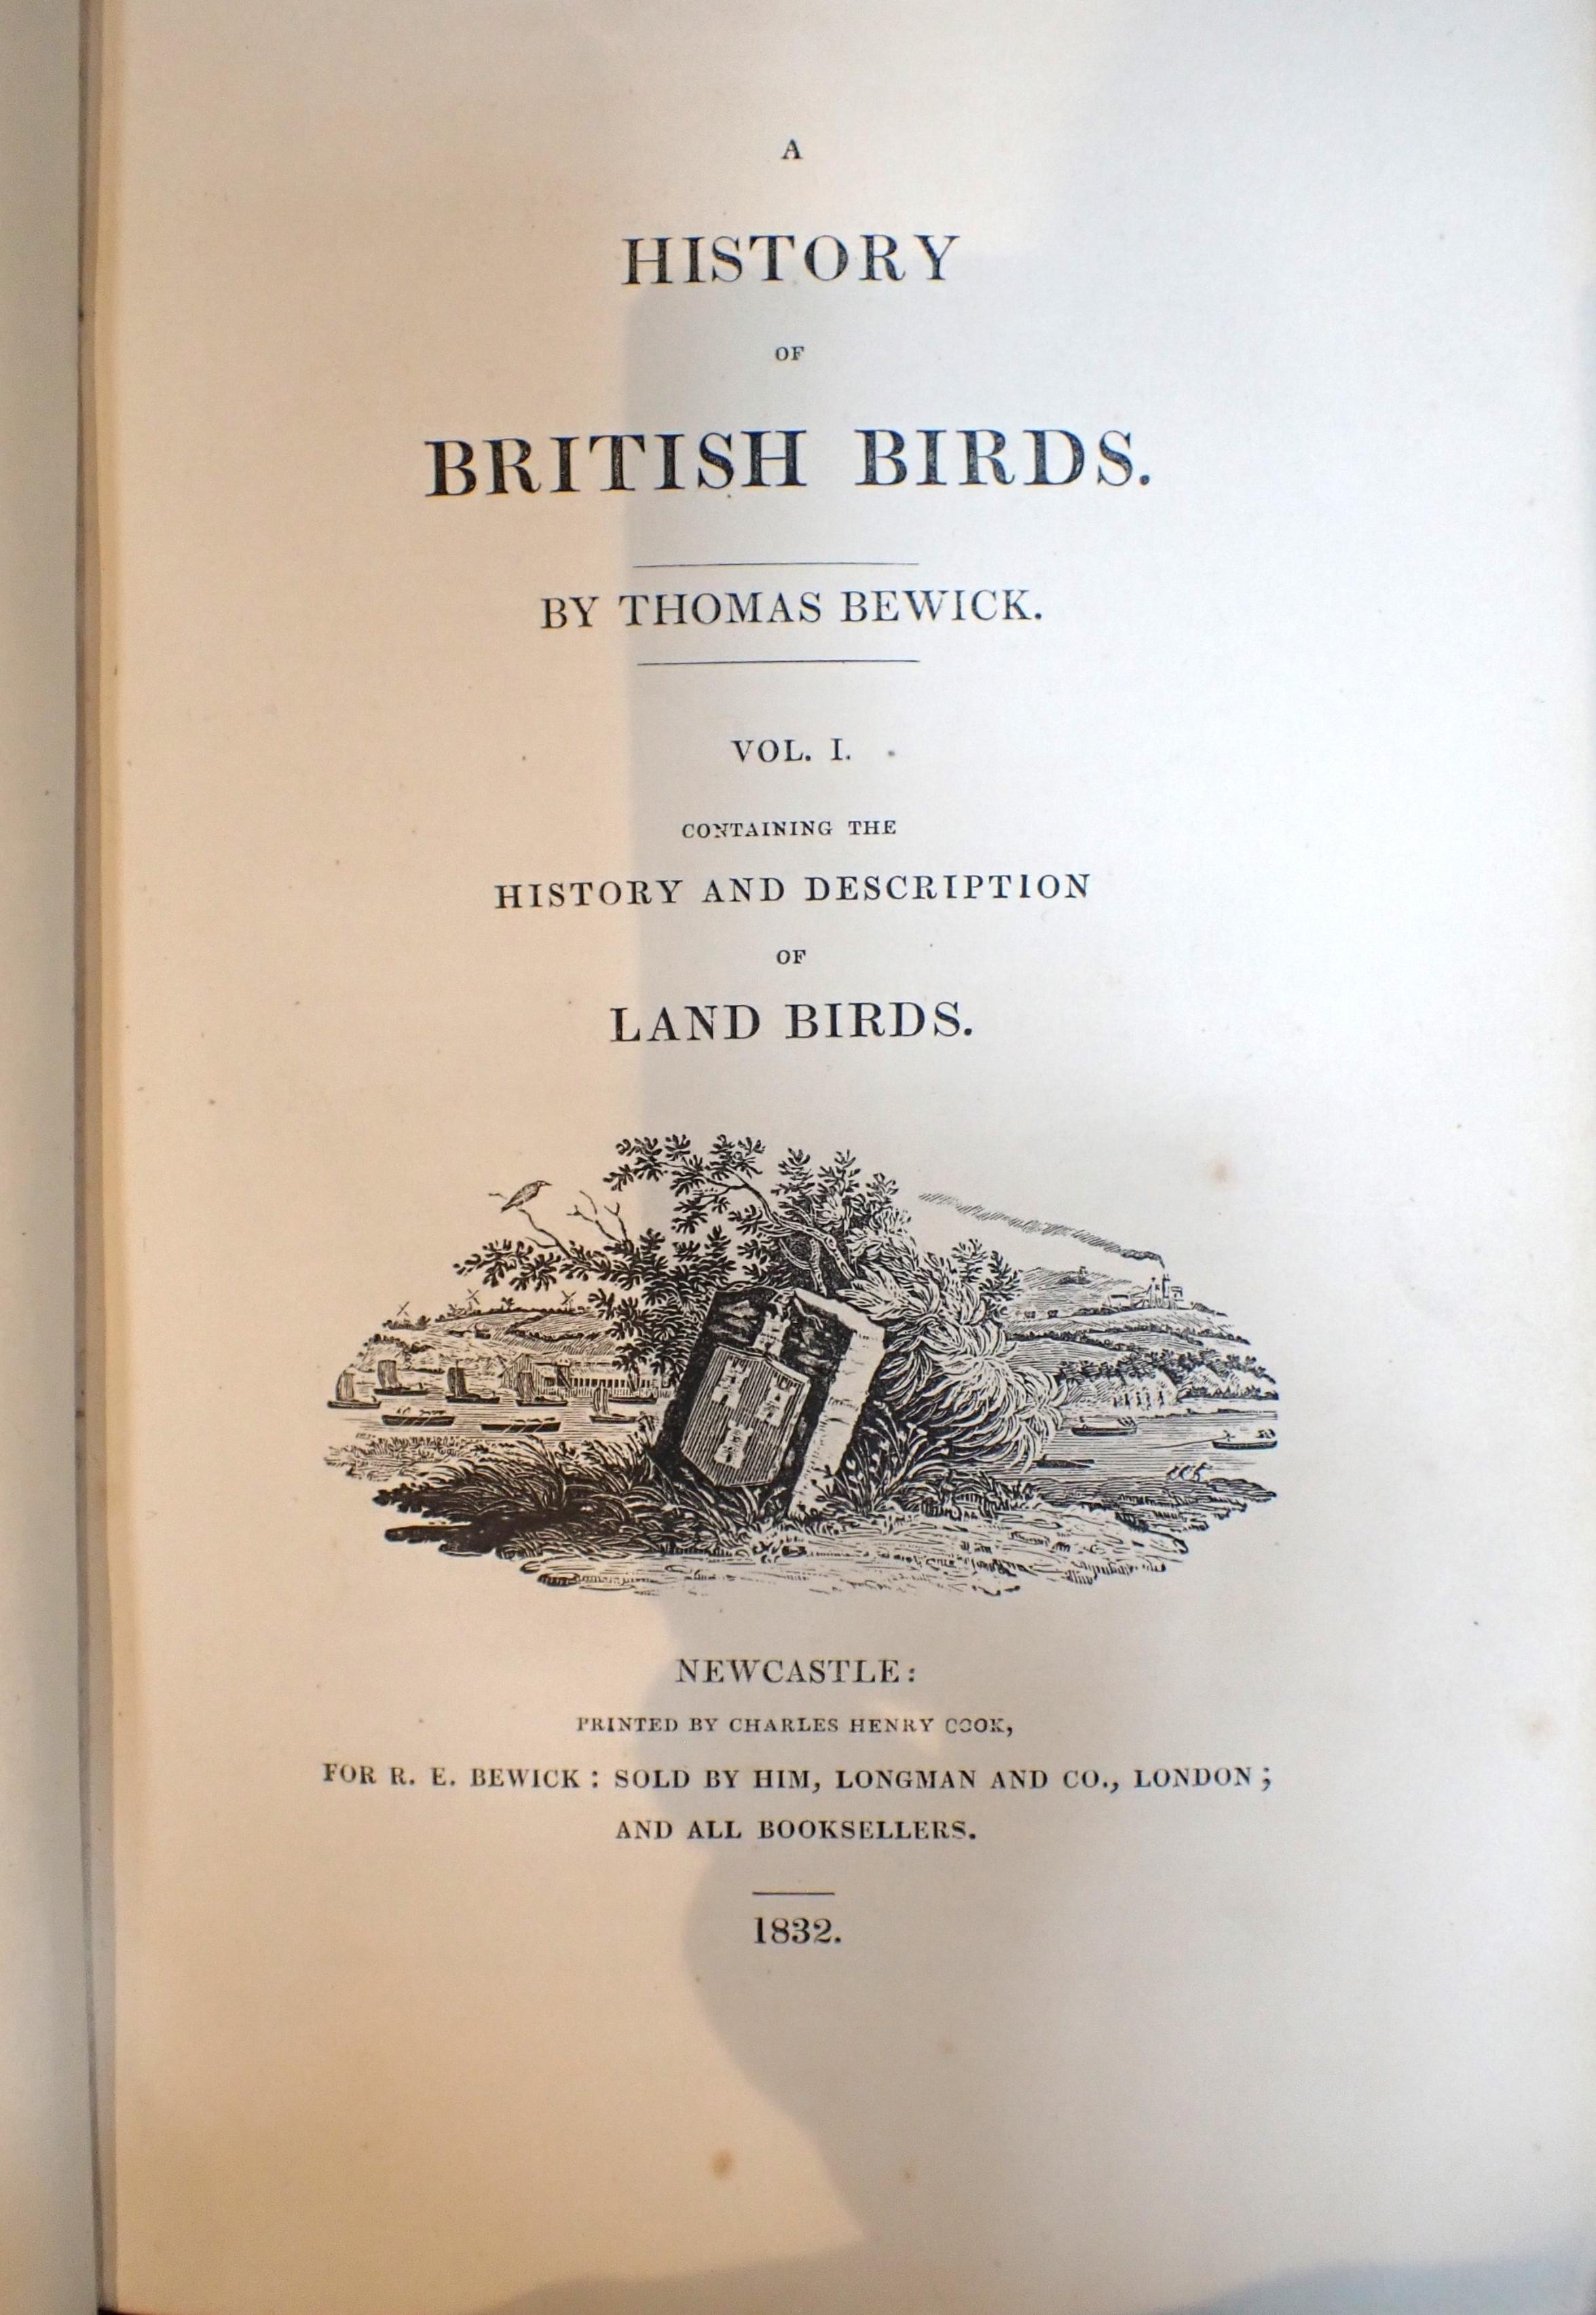 A
HISTORY
OF
BRITISH BIRDS.
BY THOMAS BEWICK.
VOL. I.
CONTAINING THE
HISTORY AND DESCRIPTION
OF
LAND BIRDS.
NEWCASTLE:
PRINTED BY CHARLES HENRY COOK,
FOR R. E. BEWICK: SOLD BY HIM, LONGMAN AND CO., LONDON;
AND ALL BOOKSELLERS.
1832.